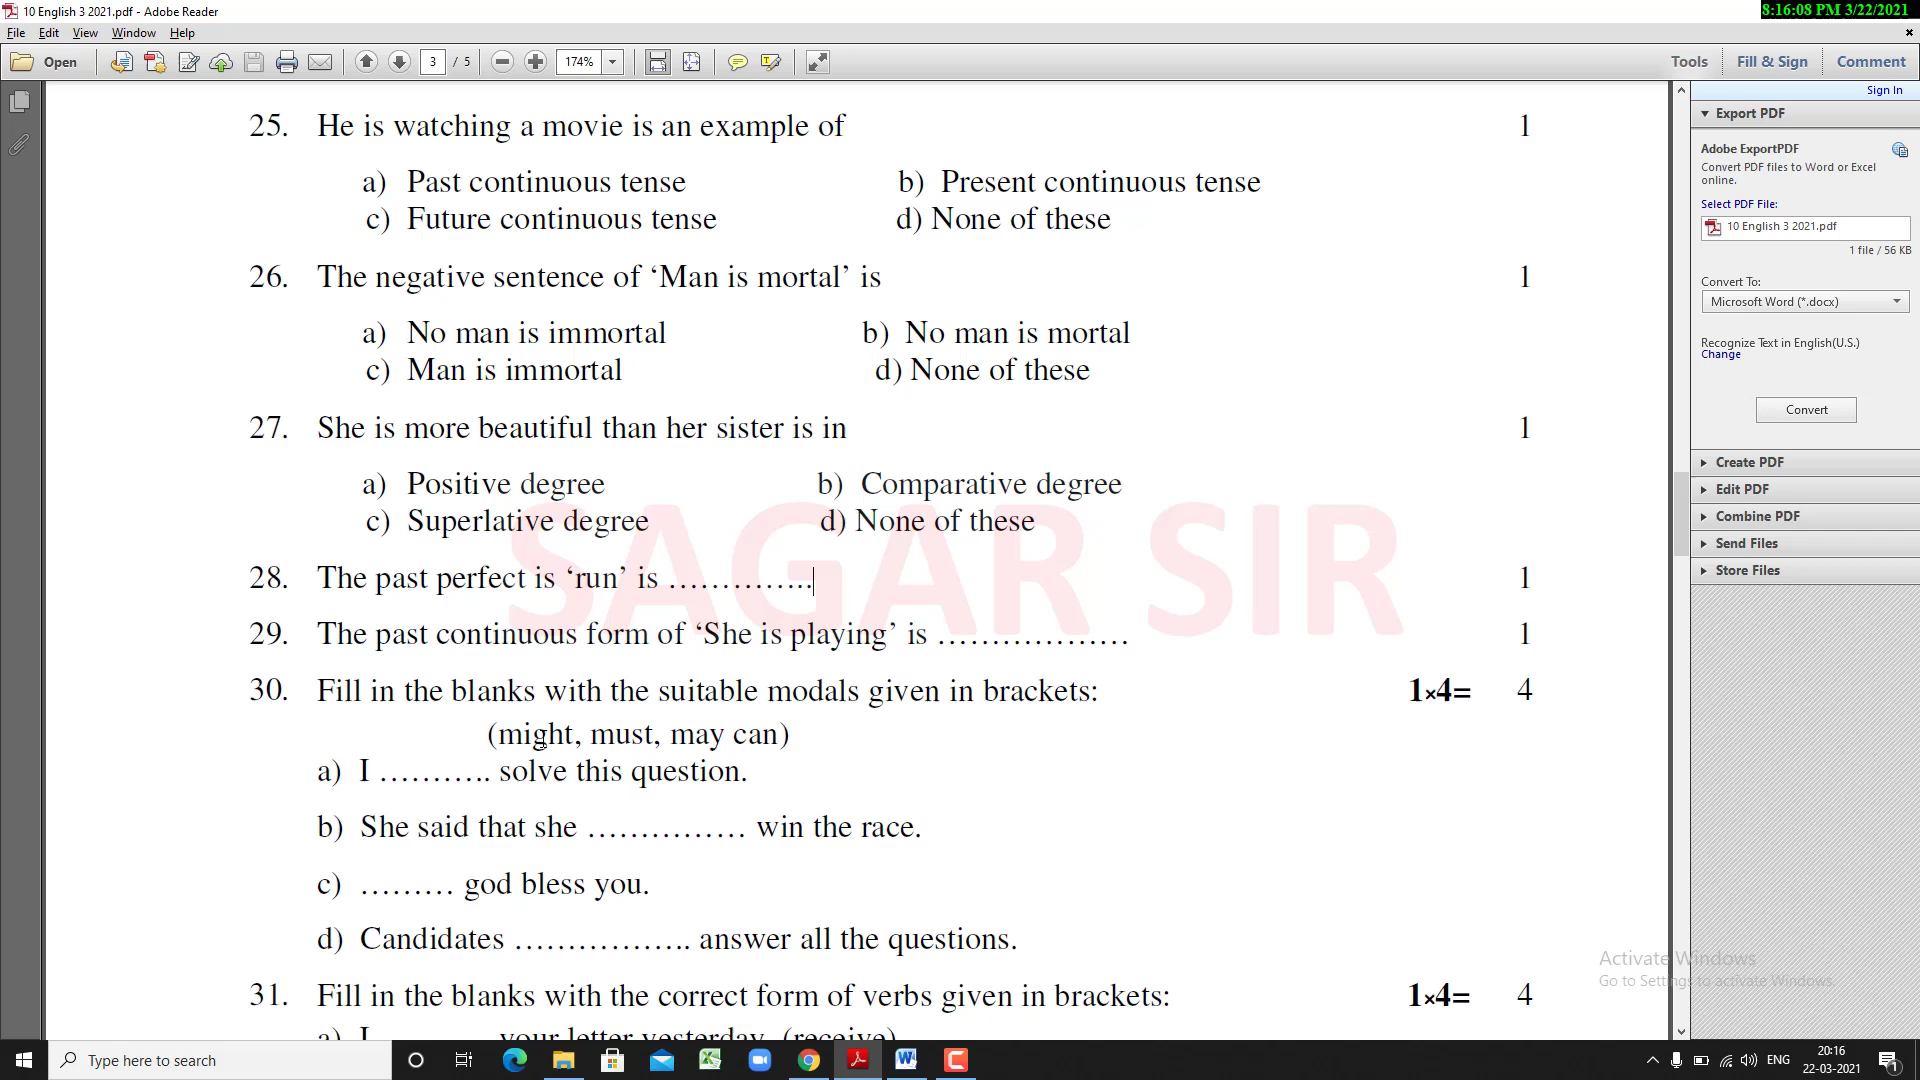 10 English 3 2021.pdf - Adobe Reader
8:16:08 PM 3/22/2021
File Edit View Window Help
Open 3 / 5 174% Tools Fill & Sign Comment
Sign In
25. He is watching a movie is an example of 1
a) Past continuous tense b) Present continuous tense
c) Future continuous tense d) None of these
26. The negative sentence of ‘Man is mortal’ is 1
a) No man is immortal b) No man is mortal
c) Man is immortal d) None of these
27. She is more beautiful than her sister is in 1
a) Positive degree b) Comparative degree
c) Superlative degree d) None of these
SAGAR SIR
28. The past perfect is ‘run’ is ………….. 1
29. The past continuous form of ‘She is playing’ is ……………… 1
30. Fill in the blanks with the suitable modals given in brackets: 1×4= 4
(might, must, may can)
a) I ……….. solve this question.
b) She said that she …………… win the race.
c) ……… god bless you.
d) Candidates …………….. answer all the questions.
31. Fill in the blanks with the correct form of verbs given in brackets: 1×4= 4
a) I your letter yesterday. (receive)
Export PDF
Adobe ExportPDF
Convert PDF files to Word or Excel
online.
Select PDF File:
10 English 3 2021.pdf
1 file / 56 KB
Convert To:
Microsoft Word (*.docx)
Recognize Text in English(U.S.)
Change
Convert
Create PDF
Edit PDF
Combine PDF
Send Files
Store Files
Activate Windows
Go to Settings to activate Windows.
Type here to search
ENG
20:16
22-03-2021
1